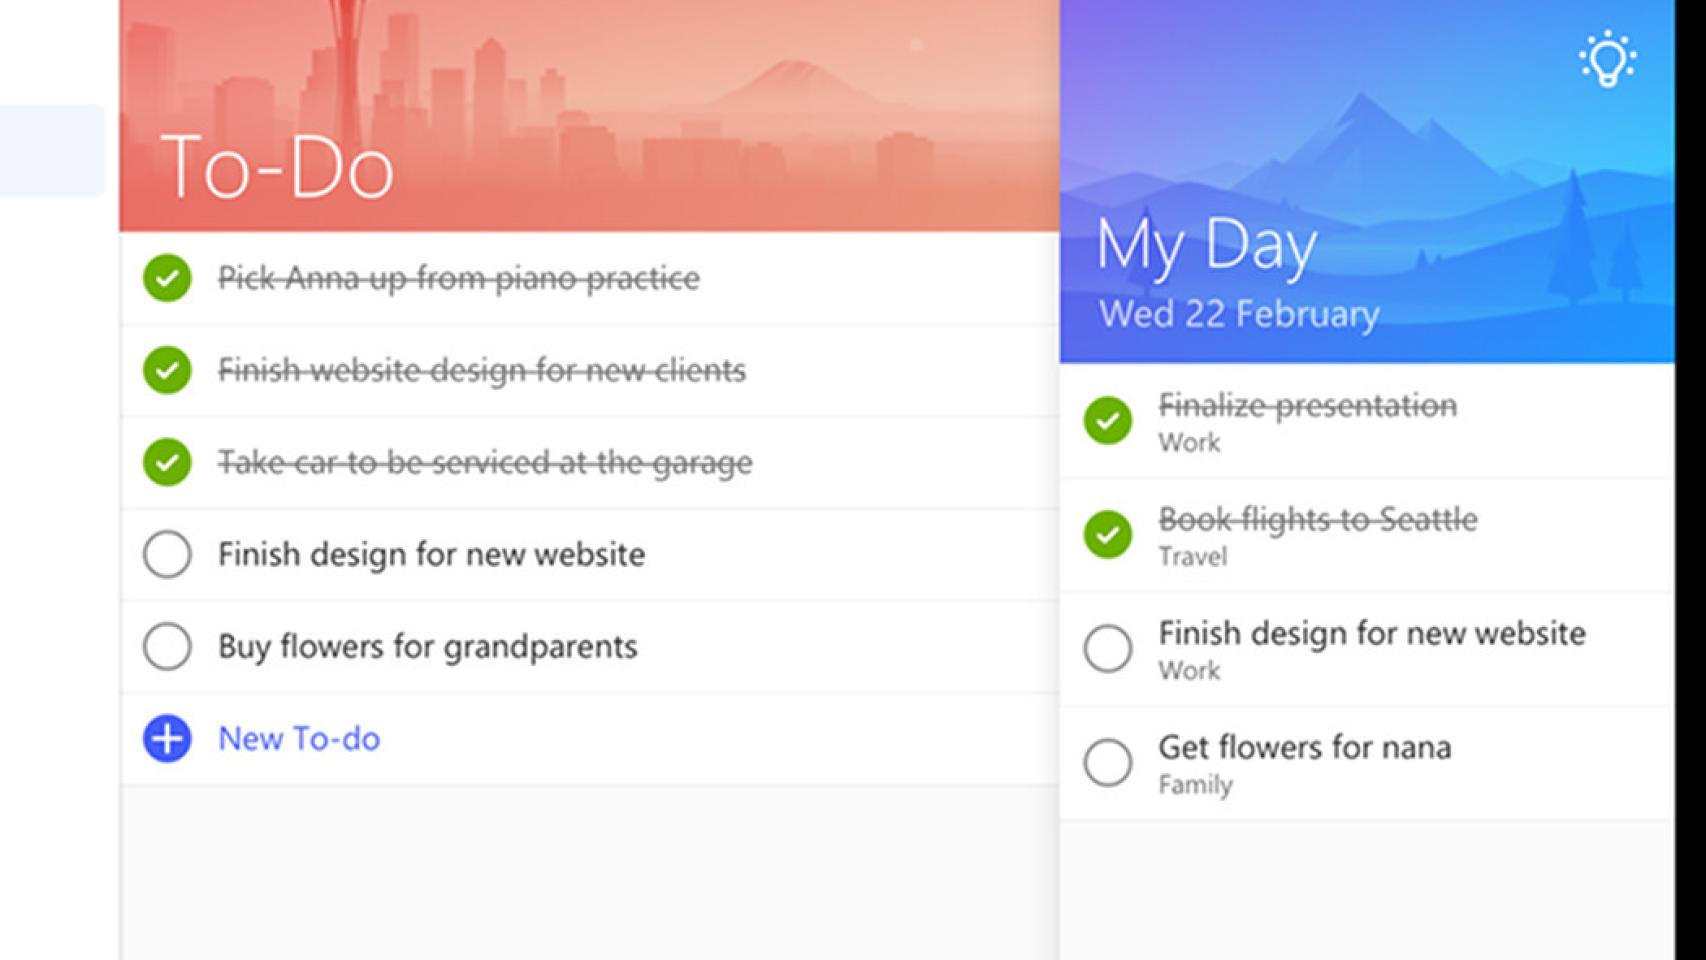 To-Do
Pick Anna up from piano practice
Finish website design for new clients
Take car to be serviced at the garage
Finish design for new website
Buy flowers for grandparents
New To-do
My Day
Wed 22 February
Finalize presentation
Work
Book flights to Seattle
Travel
Finish design for new website
Work
Get flowers for nana
Family